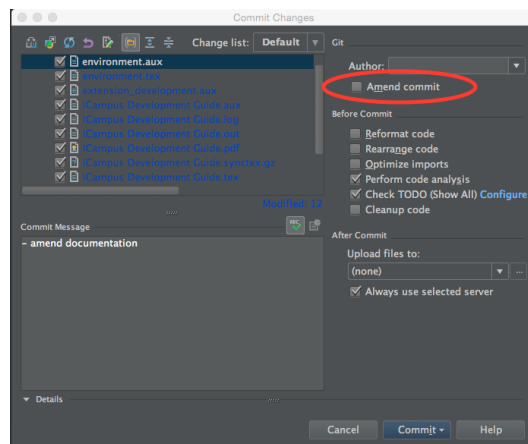 Commit Changes
Change list: Default
environment.aux
environment.tex
extension_development.aux
iCampus Development Guide.aux
iCampus Development Guide.log
iCampus Development Guide.out
iCampus Development Guide.pdf
iCampus Development Guide.synctex.gz
iCampus Development Guide.tex
Modified: 12
Commit Message
- amend documentation
Details
Git
Author:
Amend commit
Before Commit
Reformat code
Rearrange code
Optimize imports
Perform code analysis
Check TODO (Show All) Configure
Cleanup code
After Commit
Upload files to:
(none)
...
Always use selected server
Cancel
Commit
Help